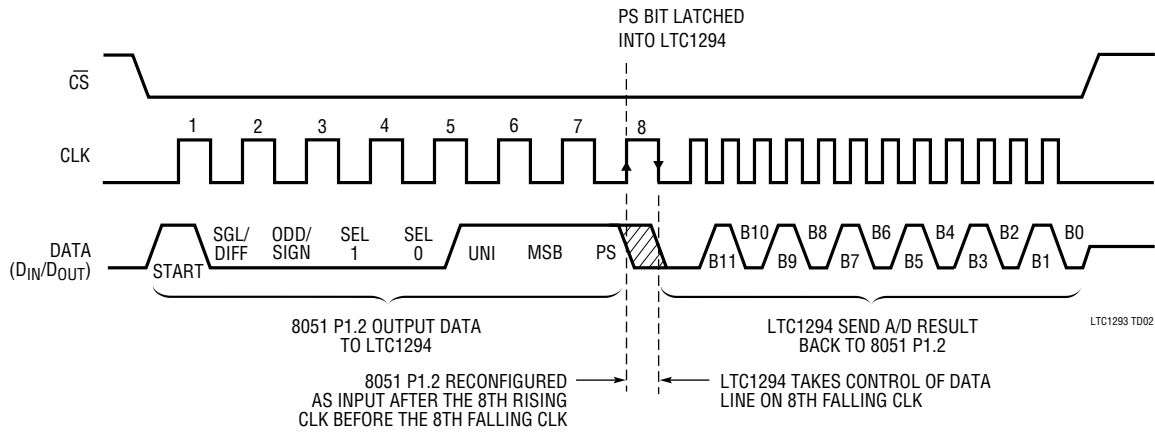 PS BIT LATCHED
INTO LTC1294
CS
CLK
1 2 3 4 5 6 7 8
DATA
(DIN/DOUT)
START
SGL/
DIFF
ODD/
SIGN
SEL
1
SEL
0
UNI
MSB
PS
B11
B10
B9
B8
B7
B6
B5
B4
B3
B2
B1
B0
8051 P1.2 OUTPUT DATA
TO LTC1294
LTC1294 SEND A/D RESULT
BACK TO 8051 P1.2
LTC1293 TD02
8051 P1.2 RECONFIGURED
AS INPUT AFTER THE 8TH RISING
CLK BEFORE THE 8TH FALLING CLK
LTC1294 TAKES CONTROL OF DATA
LINE ON 8TH FALLING CLK